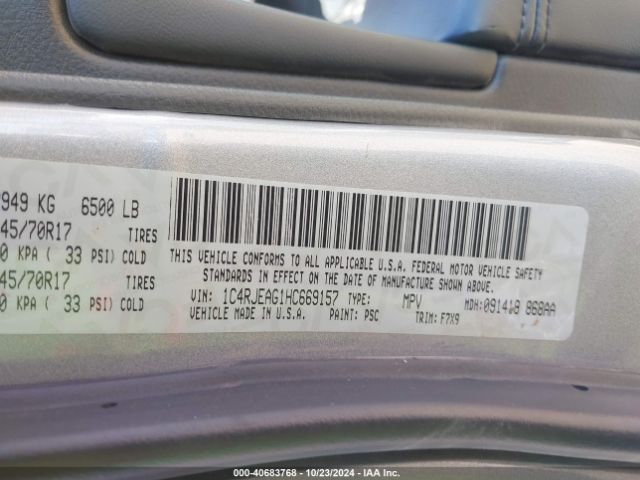 949 KG 6500 LB
45/70R17 TIRES
0 KPA ( 33 PSI) COLD
45/70R17 TIRES
0 KPA ( 33 PSI) COLD
THIS VEHICLE CONFORMS TO ALL APPLICABLE U.S.A. FEDERAL MOTOR VEHICLE SAFETY
STANDARDS IN EFFECT ON THE DATE OF MANUFACTURE SHOWN ABOVE.
VIN: 1C4RJEAG1HC669157 MPV MDH: 868AA
VEHICLE MADE IN U.S.A. PAINT: PSC TRIM: F7X9
000-40683768 - 10/23/2024 - IAA Inc.